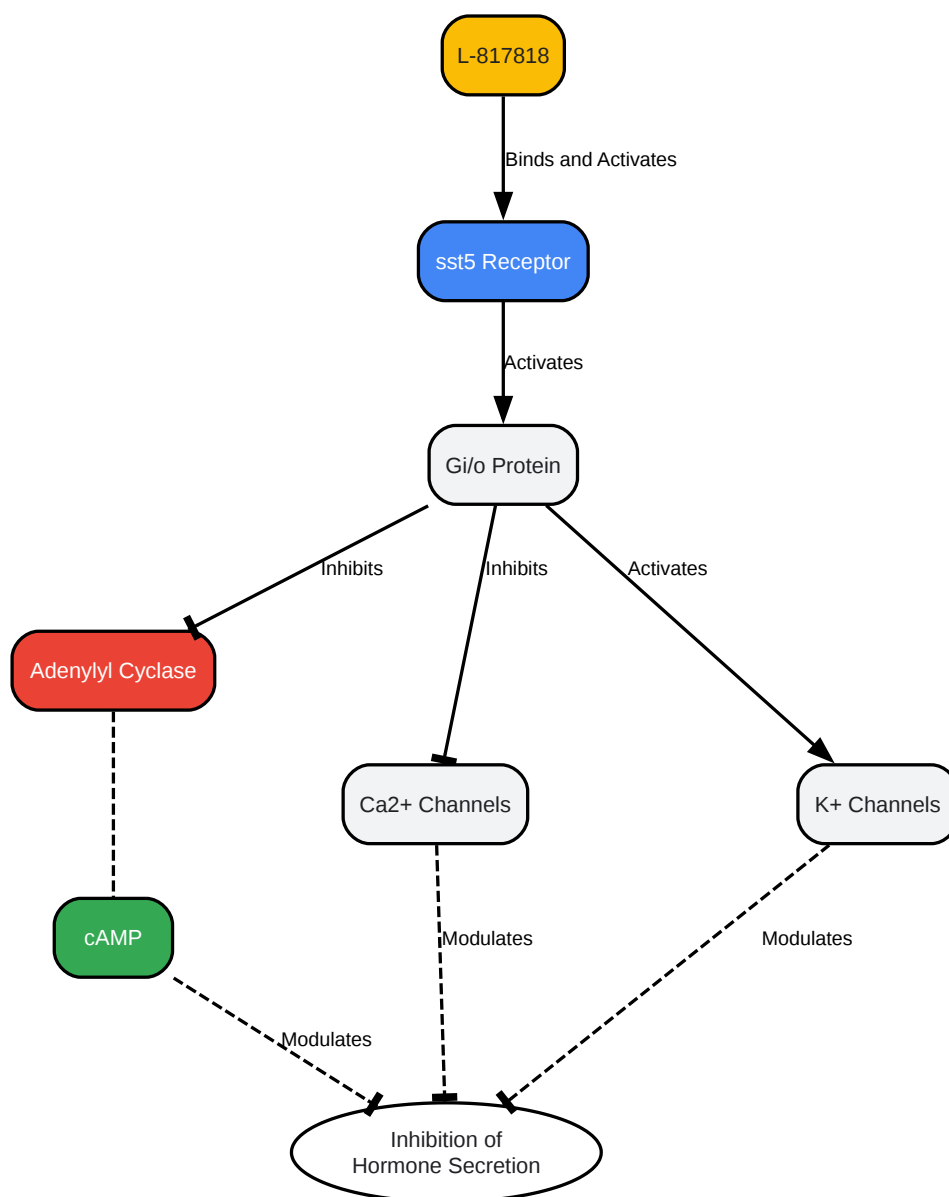 L-817818
Binds and Activates
sst5 Receptor
Activates
Gi/o Protein
Inhibits
Inhibits
Activates
Adenylyl Cyclase
Ca2+ Channels
K+ Channels
cAMP
Modulates
Modulates
Modulates
Inhibition of
Hormone Secretion